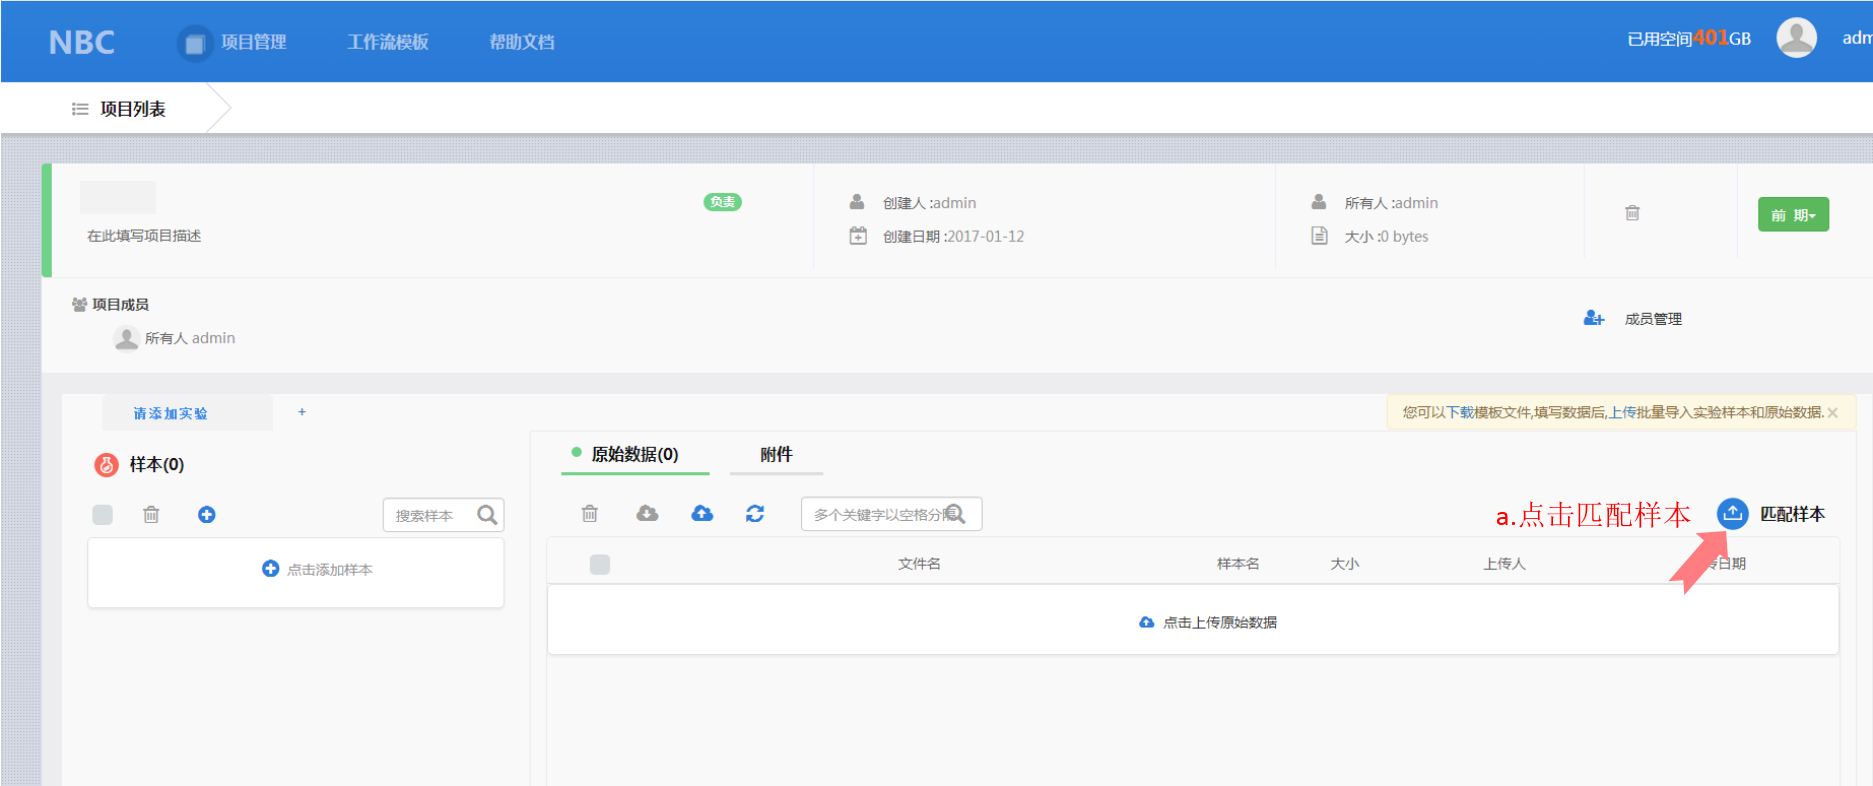 NBC 项目管理 工作流模板 帮助文档 已用空间401GB adm
项目列表
负责 创建人 :admin 所有人 :admin
前 期
在此填写项目描述 创建日期 :2017-01-12 大小 :0 bytes
项目成员
成员管理
所有人 admin
请添加实验 + 您可以下载模板文件,填写数据后,上传批量导入实验样本和原始数据. ×
样本(0) 原始数据(0) 附件
搜索样本 多个关键字以空格分隔 a.点击匹配样本 匹配样本
文件名 样本名 大小 上传人 传日期
点击添加样本
点击上传原始数据